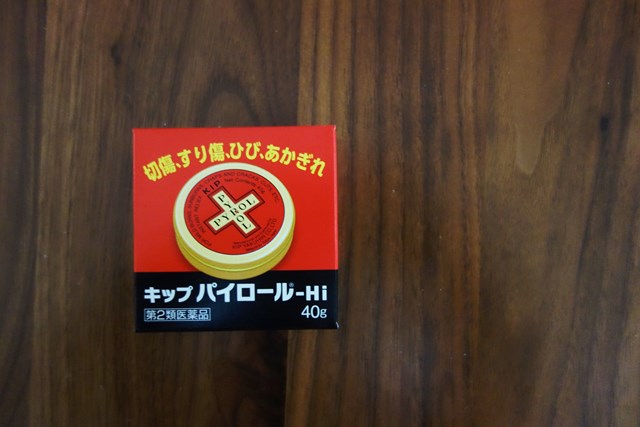 切傷、すり傷、ひび、あかぎれ
KIP
PYROL
PYROL
キップ パイロール®-Hi
第2類医薬品
40g